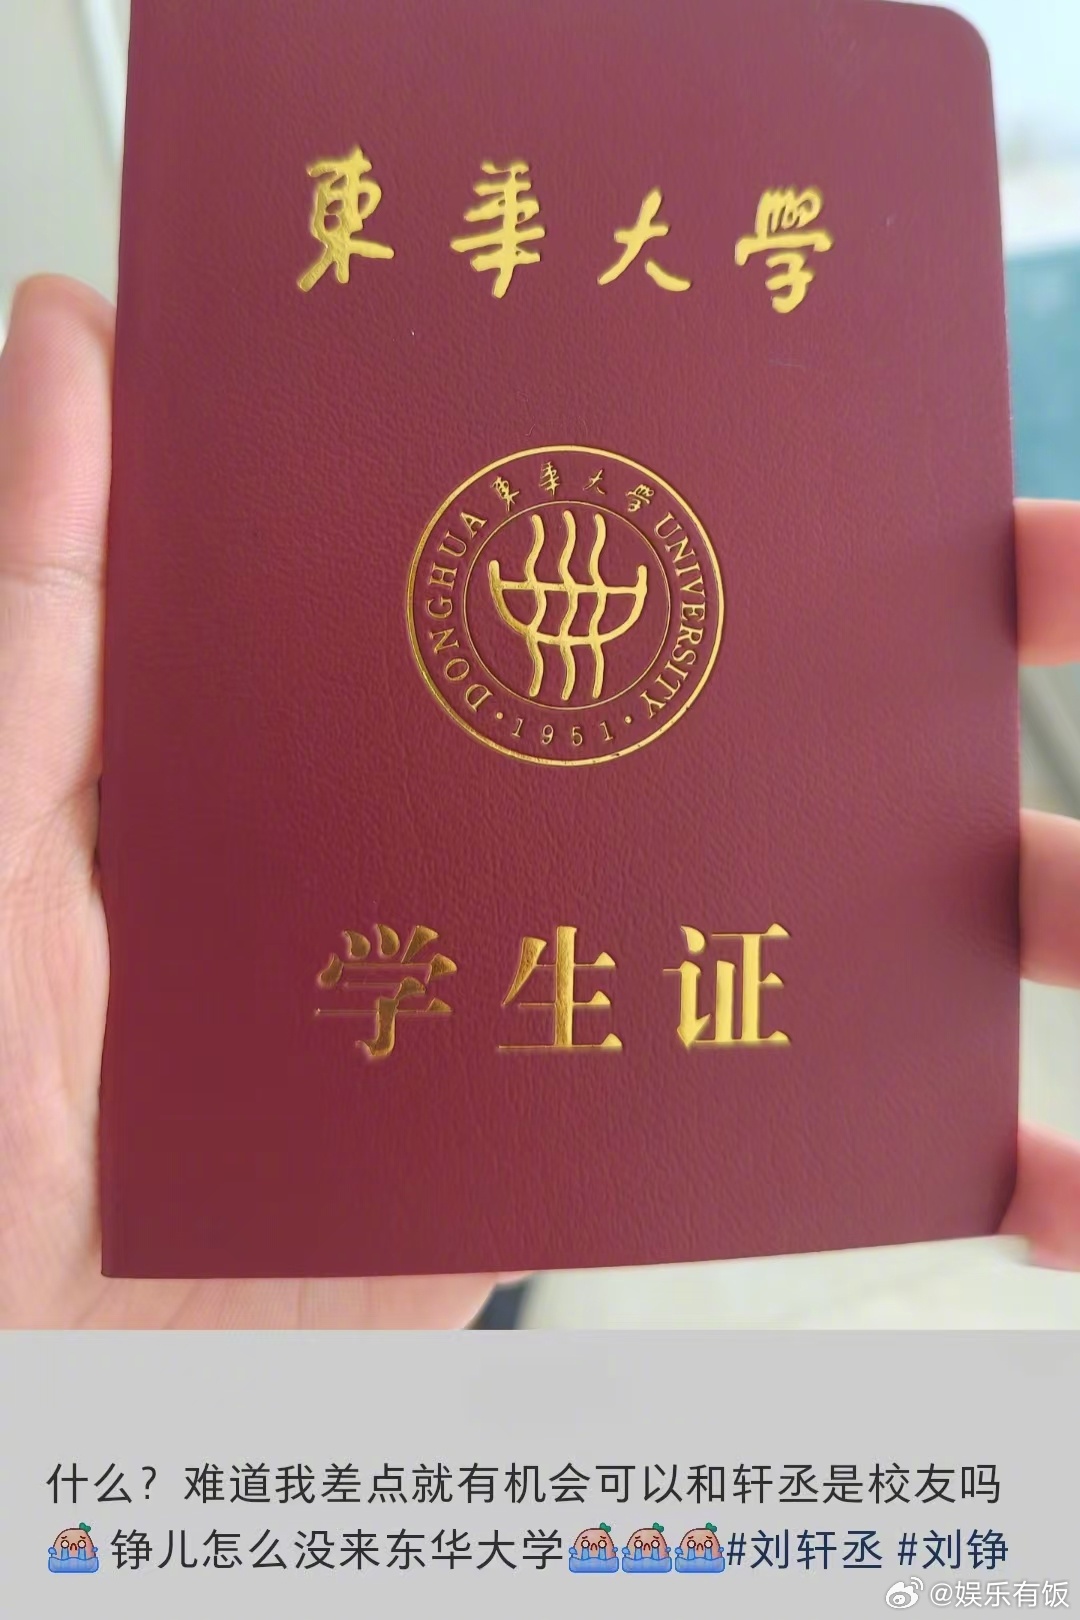 東華大學
東華大學
DONGHUA UNIVERSITY
·1951·
学生证
什么？难道我差点就有机会可以和轩丞是校友吗
铮儿怎么没来东华大学#刘轩丞 #刘铮
@娱乐有饭